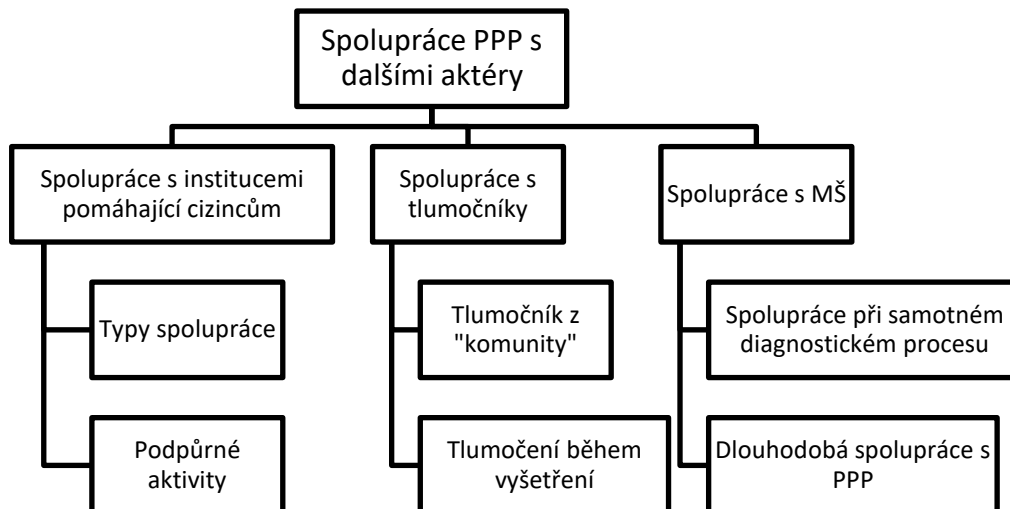 Spolupráce PPP s
dalšími aktéry
Spolupráce s institucemi
pomáhající cizincům
Spolupráce s
tlumočníky
Spolupráce s MŠ
Typy spolupráce
Tlumočník z
"komunity"
Spolupráce při samotném
diagnostickém procesu
Podpůrné
aktivity
Tlumočení během
vyšetření
Dlouhodobá spolupráce s
PPP